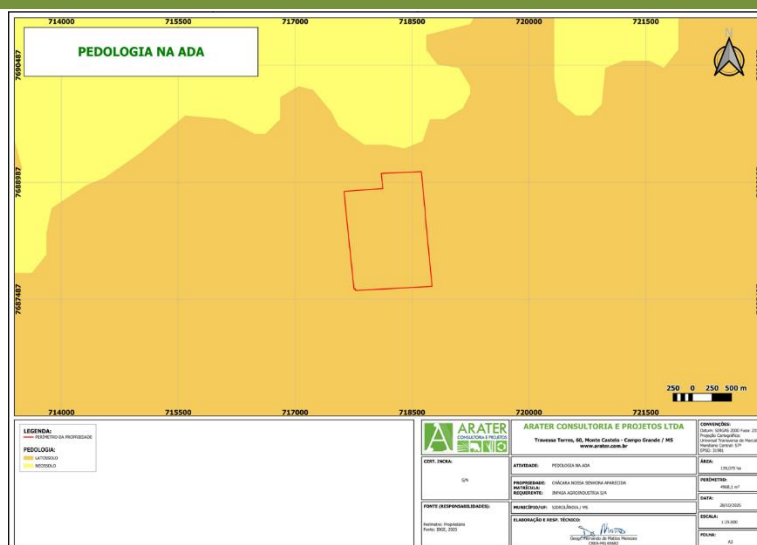 714000 715500 717000 718500 720000 721500
PEDOLOGIA NA ADA
N
7690487
7688987
7687487
250 0 250 500 m
714000 715500 717000 718500 720000 721500
LEGENDA:
PERÍMETRO DA PROPRIEDADE
PEDOLOGIA:
LATOSSOLO
NEOSSOLO
ARATER
CONSULTORIA E PROJETOS
ARATER CONSULTORIA E PROJETOS LTDA
Travessa Torres, 60, Monte Castelo - Campo Grande / MS
www.arater.com.br
CONVENÇÕES:
CERT. INCRA:
S/N
ATIVIDADE: PEDOLOGIA NA ADA
ÁREA:
PROPRIEDADE: CHÁCARA NOSSA SENHORA APARECIDA
MATRÍCULA:
REQUERENTE:
PERÍMETRO:
DATA:
FONTE (RESPONSABILIDADES):
MUNICÍPIO/UF: SIDROLÂNDIA / MS
ESCALA:
ELABORAÇÃO E RESP. TÉCNICO:
FOLHA:
A3